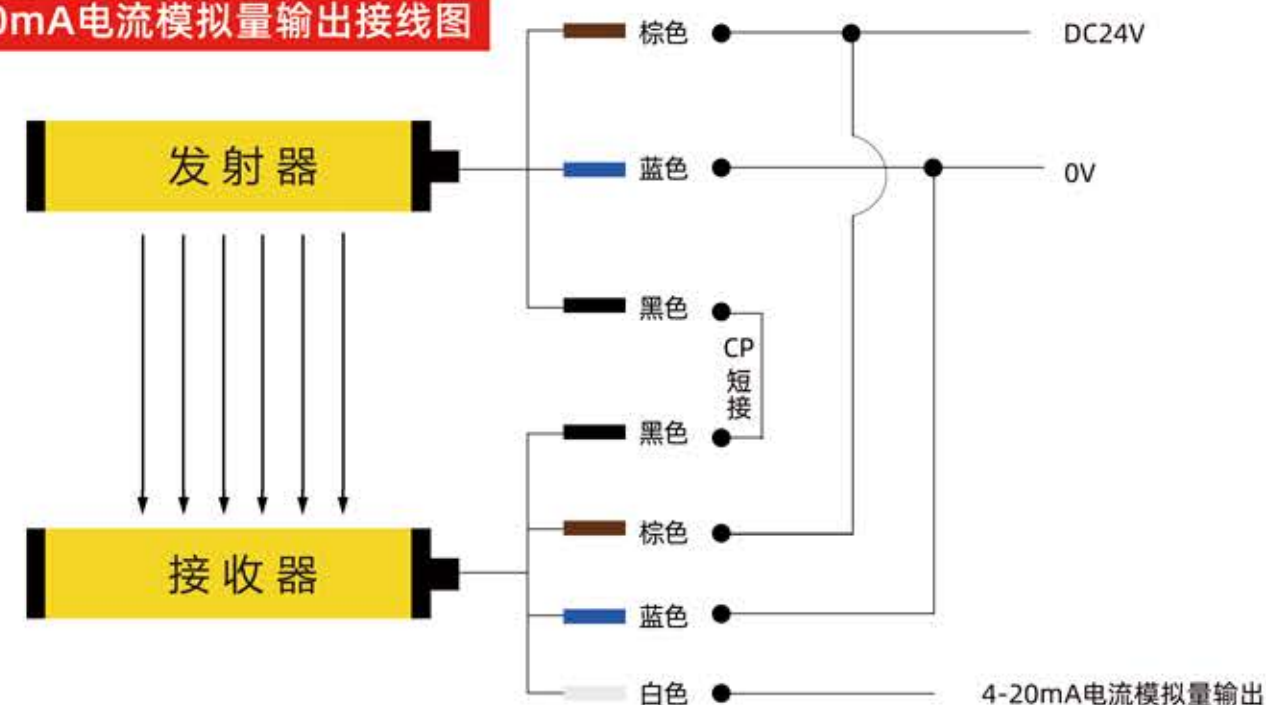 0mA电流模拟量输出接线图
棕色
DC24V
发射器
蓝色
0V
黑色
CP
短
接
黑色
棕色
接收器
蓝色
白色
4-20mA电流模拟量输出